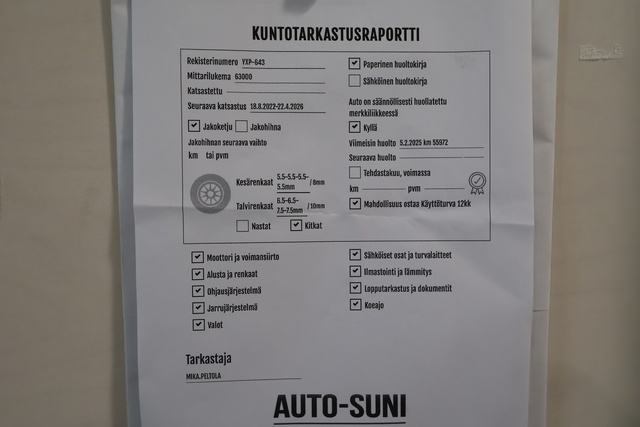 KUNTOTARKASTUSRAPORTTI
Rekisterinumero YXP-643
Mittarilukema 63000
Katsastettu
Seuraava katsastus 18.8.2022-22.4.2026
Jakoketju Jakohihna
Jakohihnan seuraava vaihto
km tai pvm
Kesärenkaat 5.5-5.5-5.5-5.5mm / 8mm
Talvirenkaat 6.5-6.5-7.5-7.5mm / 10mm
Nastat Kitkat
Paperinen huoltokirja
Sähköinen huoltokirja
Auto on säännöllisesti huollatettu
merkkiliikkeessä
Kyllä
Viimeisin huolto 5.2.2025 km 55972
Seuraava huolto
Tehdastakuu, voimassa
km pvm
Mahdollisuus ostaa Käyttöturva 12kk
Moottori ja voimansiirto
Alusta ja renkaat
Ohjausjärjestelmä
Jarrujärjestelmä
Valot
Sähköiset osat ja turvalaitteet
Ilmastointi ja lämmitys
Lopputarkastus ja dokumentit
Koeajo
Tarkastaja
MIKA.PELTOLA
AUTO-SUNI